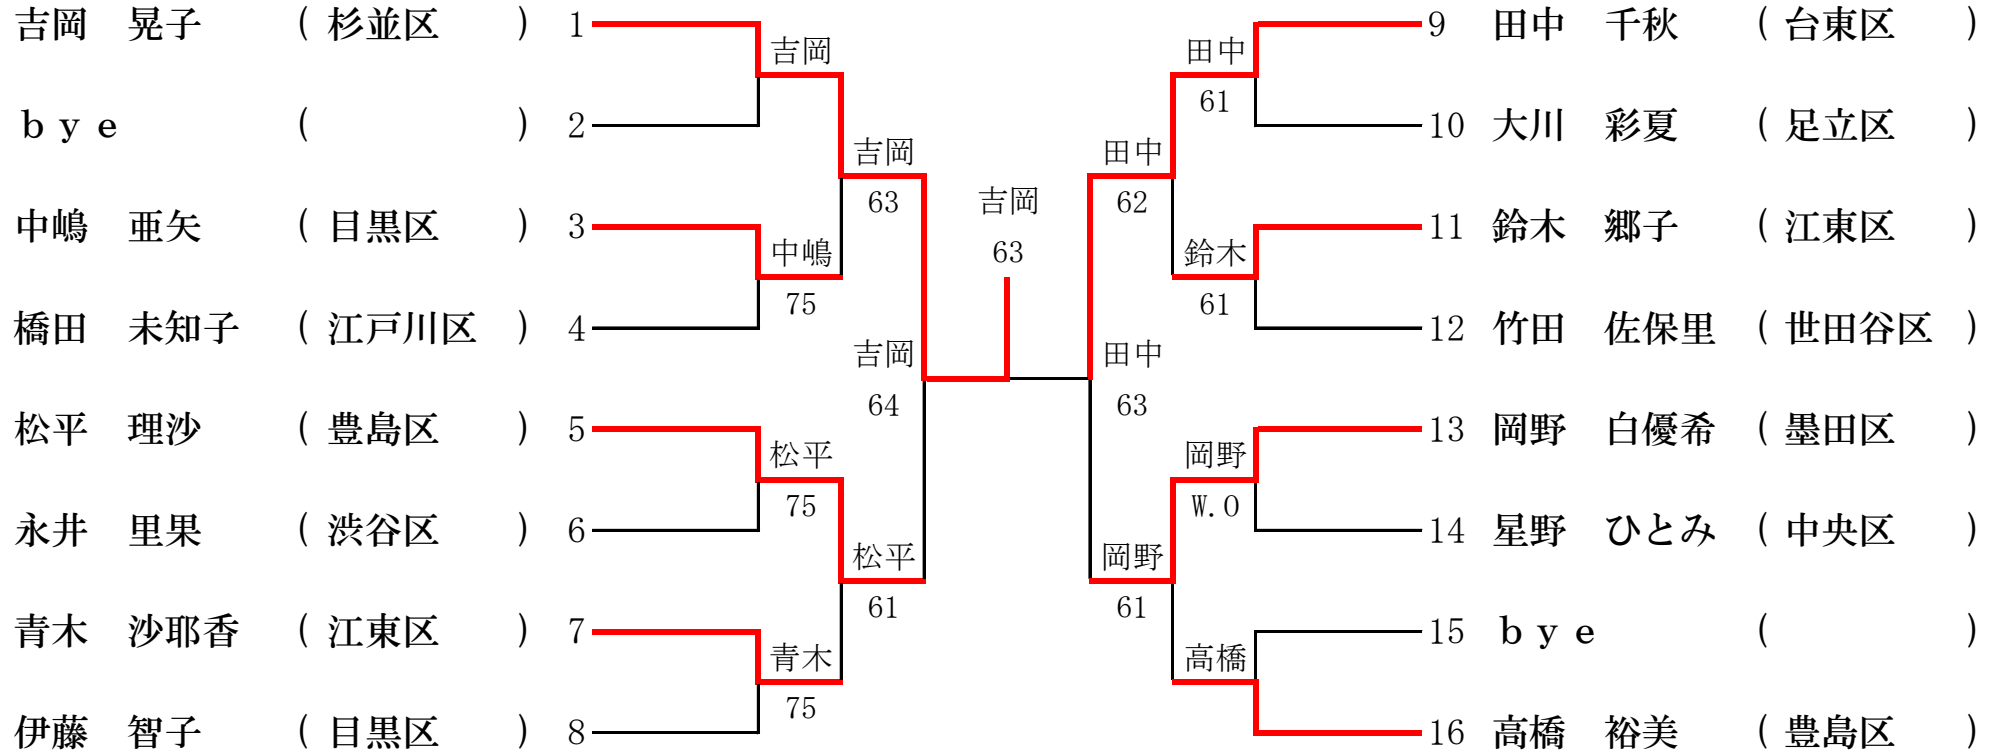 吉岡　晃子 ( 杉並区 ) 1
ｂｙｅ ( ) 2
中嶋　亜矢 ( 目黒区 ) 3
橋田　未知子 ( 江戸川区 ) 4
松平　理沙 ( 豊島区 ) 5
永井　里果 ( 渋谷区 ) 6
青木　沙耶香 ( 江東区 ) 7
伊藤　智子 ( 目黒区 ) 8
吉岡
中嶋
75
松平
75
青木
75
吉岡
63
松平
61
吉岡
64
吉岡
63
田中
63
田中
62
岡野
61
田中
61
鈴木
61
岡野
W.O
高橋
9 田中　千秋 ( 台東区 )
10 大川　彩夏 ( 足立区 )
11 鈴木　郷子 ( 江東区 )
12 竹田　佐保里 ( 世田谷区 )
13 岡野　白優希 ( 墨田区 )
14 星野　ひとみ ( 中央区 )
15 ｂｙｅ ( )
16 高橋　裕美 ( 豊島区 )